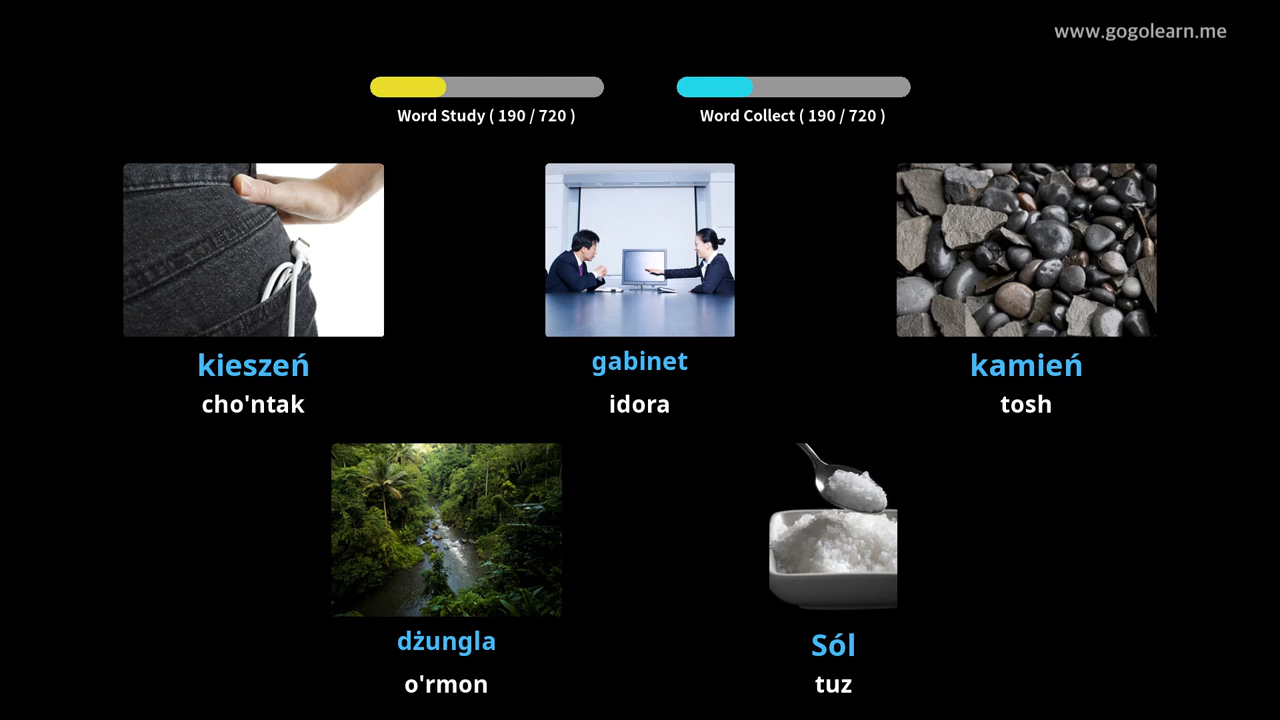 www.gogolearn.me
Word Study ( 190 / 720 )
Word Collect ( 190 / 720 )
kieszeń
cho'ntak
gabinet
idora
kamień
tosh
dżungla
o'rmon
Sól
tuz